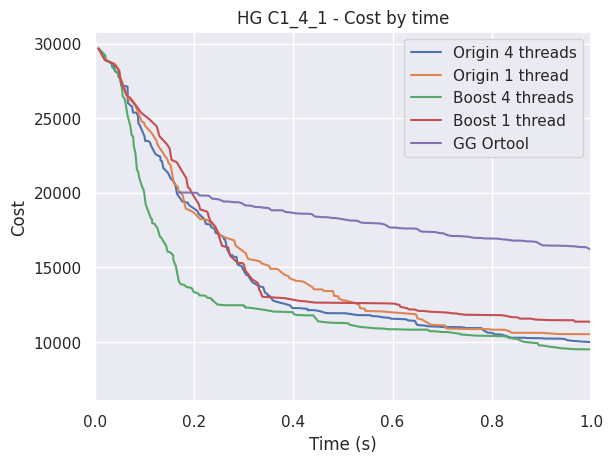 HG C1_4_1 - Cost by time
Origin 4 threads
Origin 1 thread
Boost 4 threads
Boost 1 thread
GG Ortool
30000
25000
20000
15000
10000
Cost
0.0
0.2
0.4
0.6
0.8
1.0
Time (s)